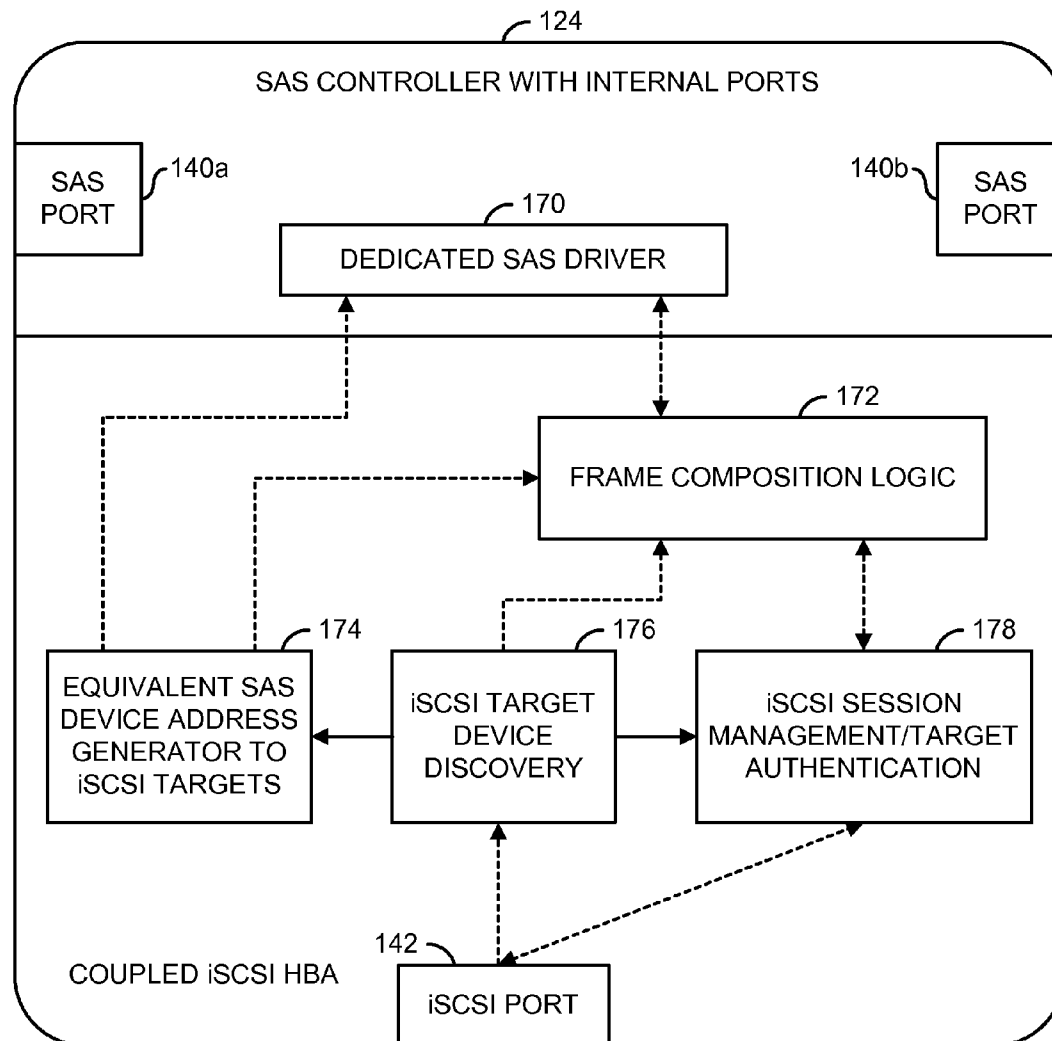 124
SAS CONTROLLER WITH INTERNAL PORTS
SAS
PORT
140a
140b
SAS
PORT
170
DEDICATED SAS DRIVER
172
FRAME COMPOSITION LOGIC
174
EQUIVALENT SAS
DEVICE ADDRESS
GENERATOR TO
iSCSI TARGETS
176
iSCSI TARGET
DEVICE
DISCOVERY
178
iSCSI SESSION
MANAGEMENT/TARGET
AUTHENTICATION
142
COUPLED iSCSI HBA
iSCSI PORT